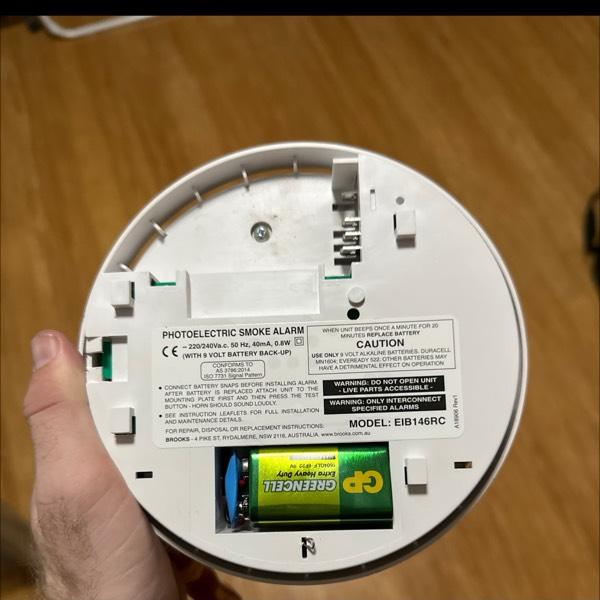 PHOTOELECTRIC SMOKE ALARM
CE ~ 220/240Va.c. 50 Hz, 40mA, 0.8W
(WITH 9 VOLT BATTERY BACK-UP)
CONFORMS TO
AS 3786:2014
ISO 7731 Signal Pattern
• CONNECT BATTERY SNAPS BEFORE INSTALLING ALARM.
AFTER BATTERY IS REPLACED ATTACH UNIT TO THE
MOUNTING PLATE FIRST AND THEN PRESS THE TEST
BUTTON - HORN SHOULD SOUND LOUDLY.
• SEE INSTRUCTION LEAFLETS FOR FULL INSTALLATION
AND MAINTENANCE DETAILS.
FOR REPAIR, DISPOSAL OR REPLACEMENT INSTRUCTIONS:
BROOKS - 4 PIKE ST, RYDALMERE, NSW 2116, AUSTRALIA. www.brooks.com.au
WHEN UNIT BEEPS ONCE A MINUTE FOR 20
MINUTES REPLACE BATTERY
CAUTION
USE ONLY 9 VOLT ALKALINE BATTERIES. DURACELL
MN1604; EVEREADY 522. OTHER BATTERIES MAY
HAVE A DETRIMENTAL EFFECT ON OPERATION
WARNING: DO NOT OPEN UNIT
- LIVE PARTS ACCESSIBLE -
WARNING: ONLY INTERCONNECT
SPECIFIED ALARMS
MODEL: EIB146RC
A18906 Rev1
GP
GREENCELL
Extra Heavy Duty
1604GLF 6F22 9V